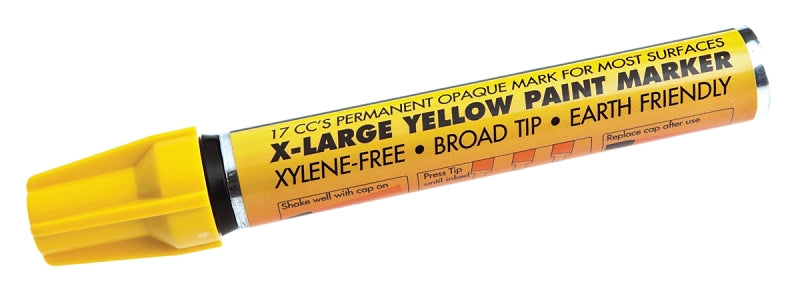 17 CC'S PERMANENT OPAQUE MARK FOR MOST SURFACES
X-LARGE YELLOW PAINT MARKER
XYLENE-FREE • BROAD TIP • EARTH FRIENDLY
Shake well with cap on
Press Tip
until inked
Replace cap after use